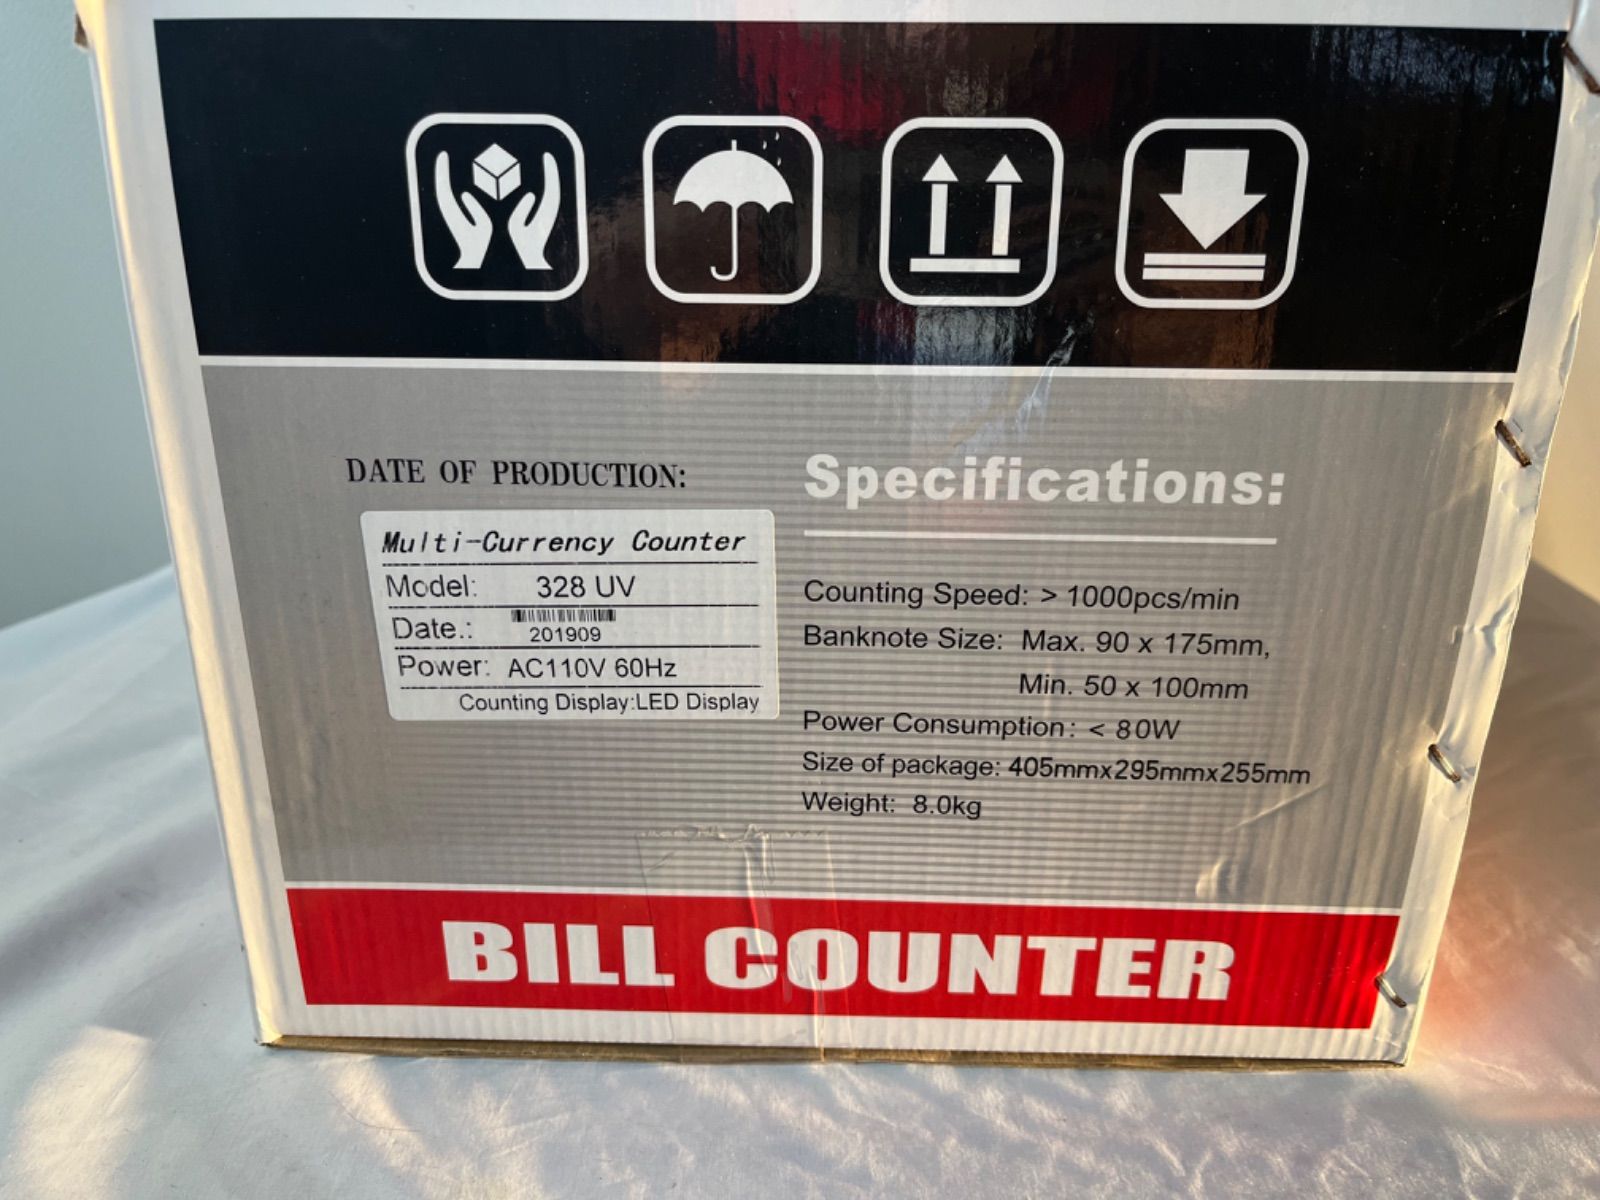 DATE OF PRODUCTION:
Multi-Currency Counter
Model: 328 UV
Date.: 201909
Power: AC110V 60Hz
Counting Display:LED Display
Specifications:
Counting Speed: > 1000pcs/min
Banknote Size: Max. 90 x 175mm,
Min. 50 x 100mm
Power Consumption: < 80W
Size of package: 405mmx295mmx255mm
Weight: 8.0kg
BILL COUNTER